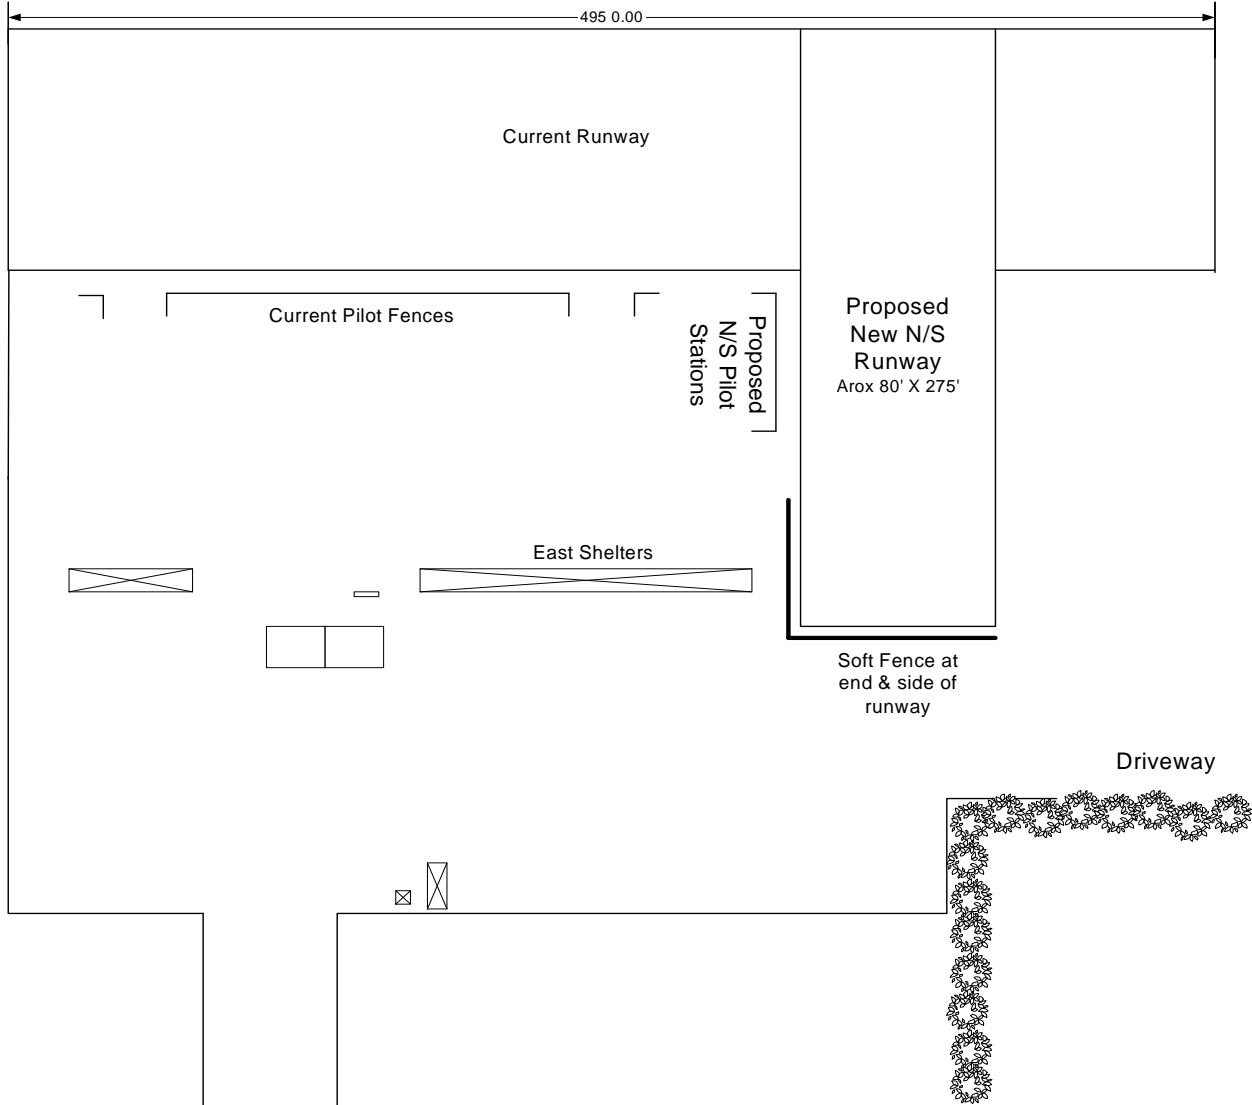 495 0.00
Current Runway
Current Pilot Fences
Proposed
N/S Pilot
Stations
Proposed
New N/S
Runway
Arox 80' X 275'
East Shelters
Soft Fence at
end & side of
runway
Driveway